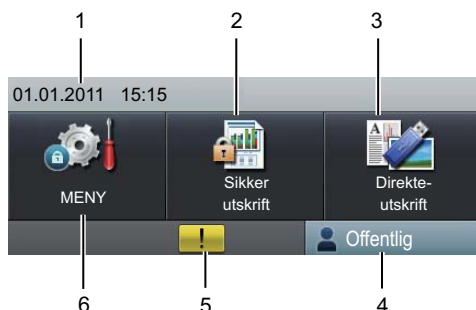 1 2 3
01.01.2011 15:15
MENY
Sikker
utskrift
Direkte-
utskrift
! Offentlig
6 5 4